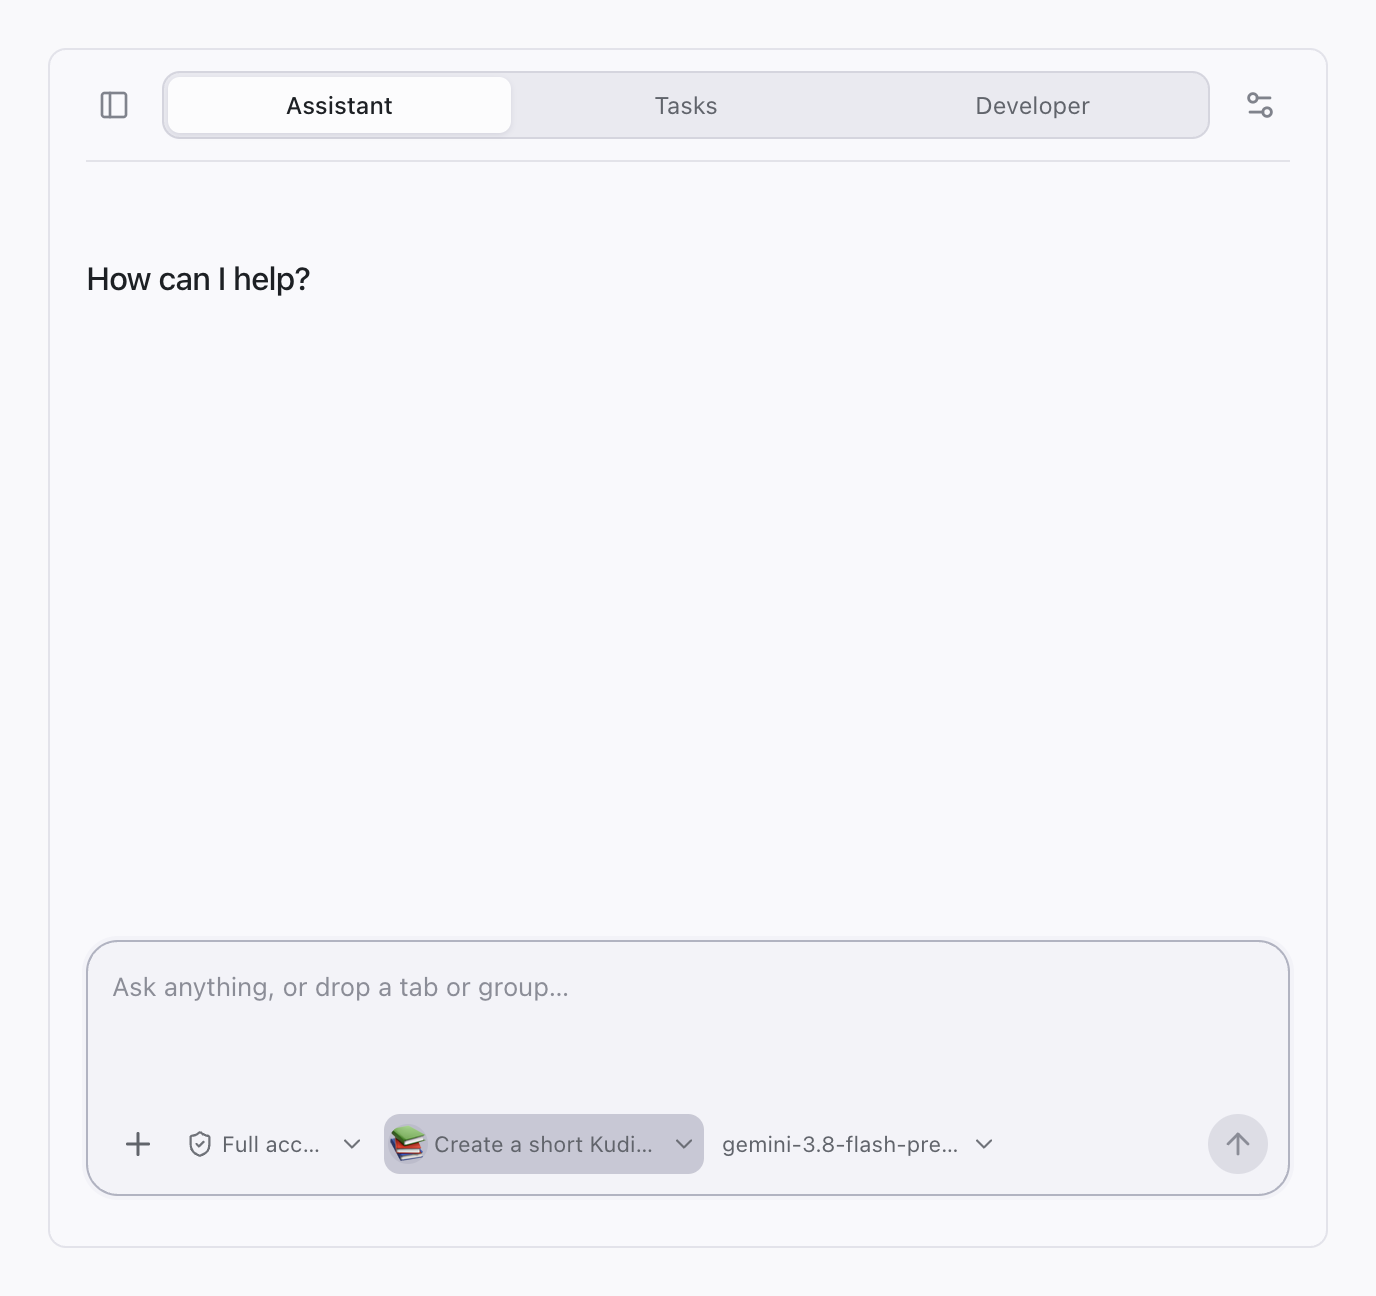 Assistant
Tasks
Developer
How can I help?
Ask anything, or drop a tab or group...
Full acc...
Create a short Kudi...
gemini-3.8-flash-pre...